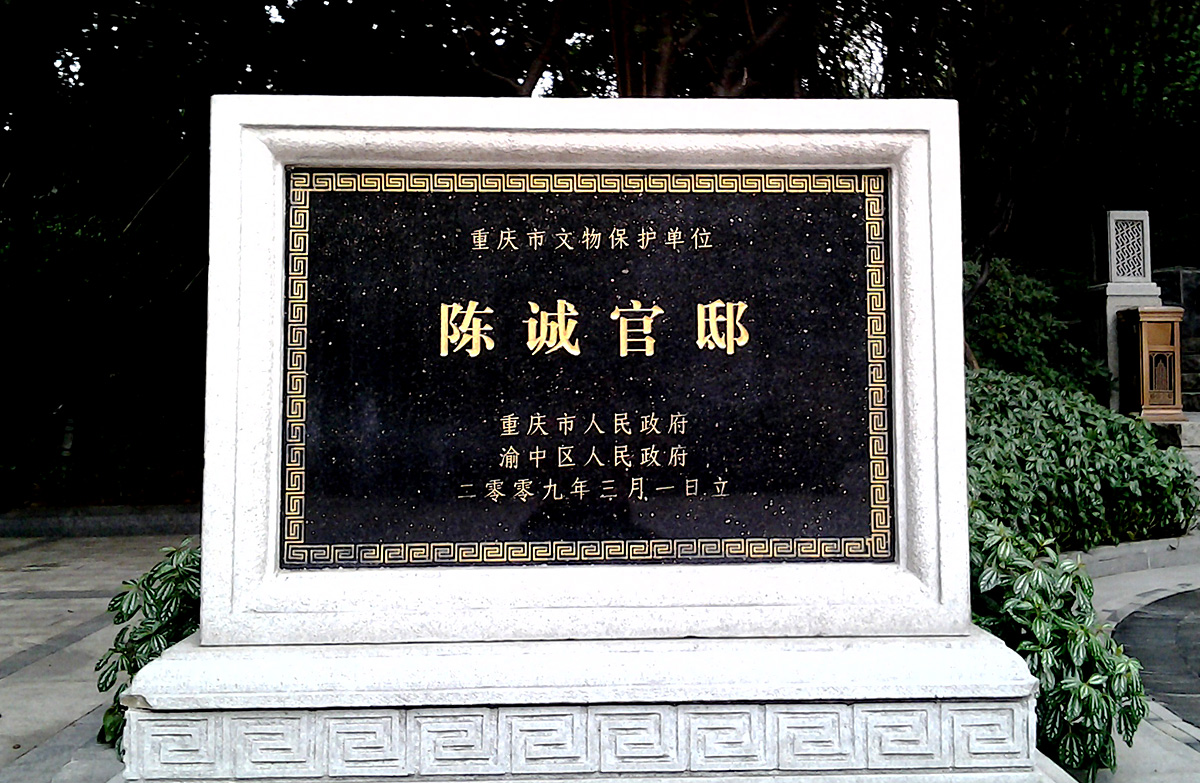 重庆市文物保护单位
陈诚官邸
重庆市人民政府
渝中区人民政府
二零零九年三月一日立